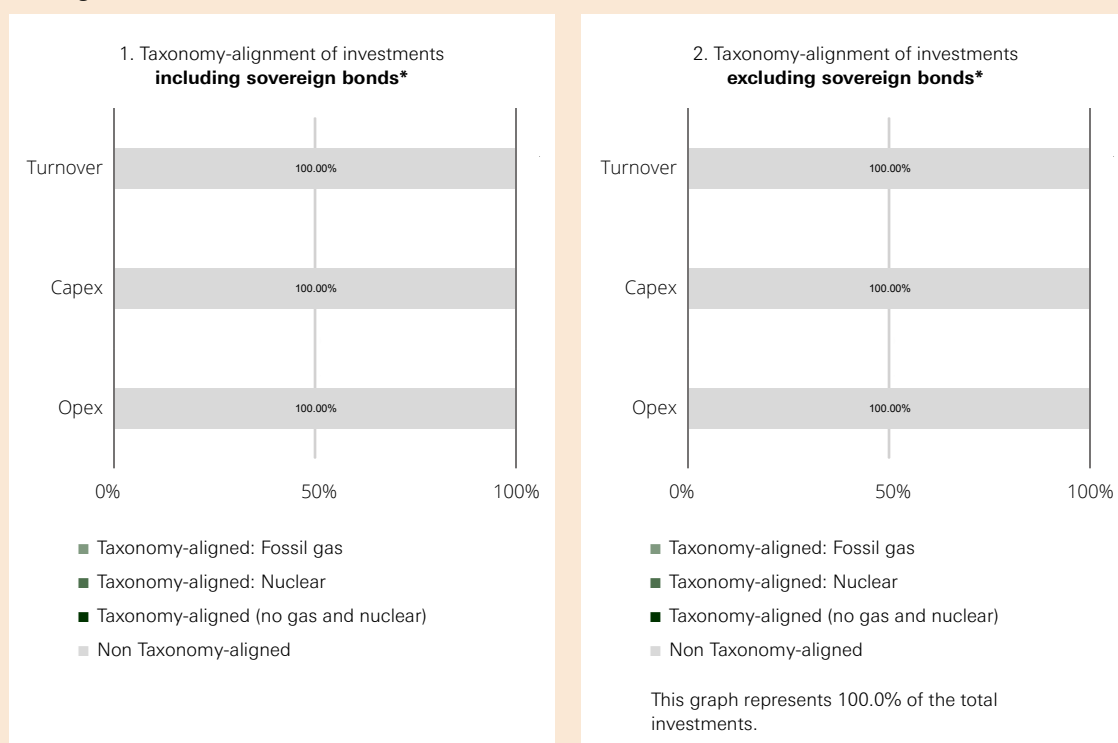 1. Taxonomy-alignment of investments
including sovereign bonds*
Turnover
100.00%
Capex
100.00%
Opex
100.00%
0%
50%
100%
Taxonomy-aligned: Fossil gas
Taxonomy-aligned: Nuclear
Taxonomy-aligned (no gas and nuclear)
Non Taxonomy-aligned
2. Taxonomy-alignment of investments
excluding sovereign bonds*
Turnover
100.00%
Capex
100.00%
Opex
100.00%
0%
50%
100%
Taxonomy-aligned: Fossil gas
Taxonomy-aligned: Nuclear
Taxonomy-aligned (no gas and nuclear)
Non Taxonomy-aligned
This graph represents 100.0% of the total
investments.